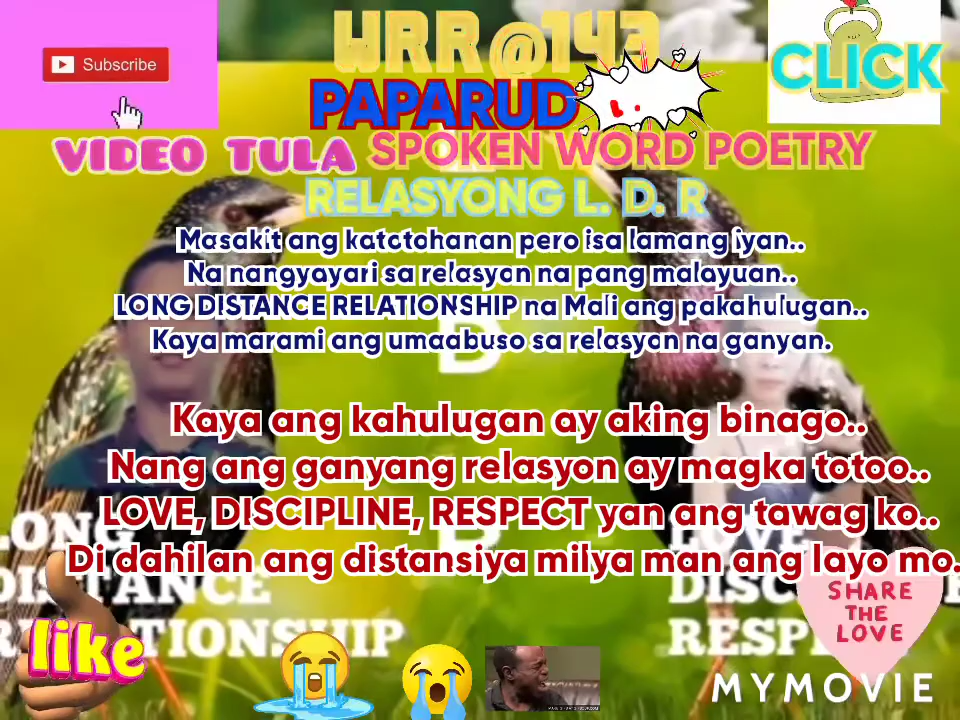 WRR@143
Subscribe
CLICK
PAPARUD
L.
VIDEO TULA SPOKEN WORD POETRY
RELASYONG L. D. R
Masakit ang katotohanan pero isa lamang iyan..
Na nangyayari sa relasyon na pang malayuan..
LONG DISTANCE RELATIONSHIP na Mali ang pakahulugan..
Kaya marami ang umaabuso sa relasyon na ganyan.
D
Kaya ang kahulugan ay aking binago..
Nang ang ganyang relasyon ay magka totoo..
LOVE, DISCIPLINE, RESPECT yan ang tawag ko..
Di dahilan ang distansiya milya man ang layo mo.
LONG
DISTANCE
LOVE
SHARE
THE
LOVE
like
MYMOVIE